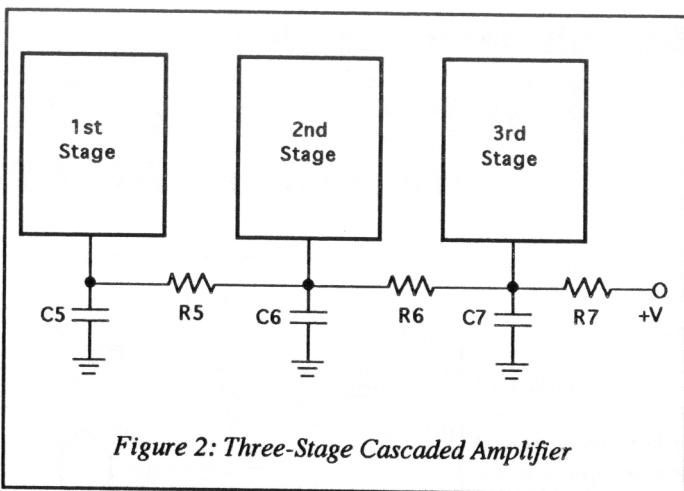 1st
Stage
2nd
Stage
3rd
Stage
C5
R5
C6
R6
C7
R7
+V
Figure 2: Three-Stage Cascaded Amplifier